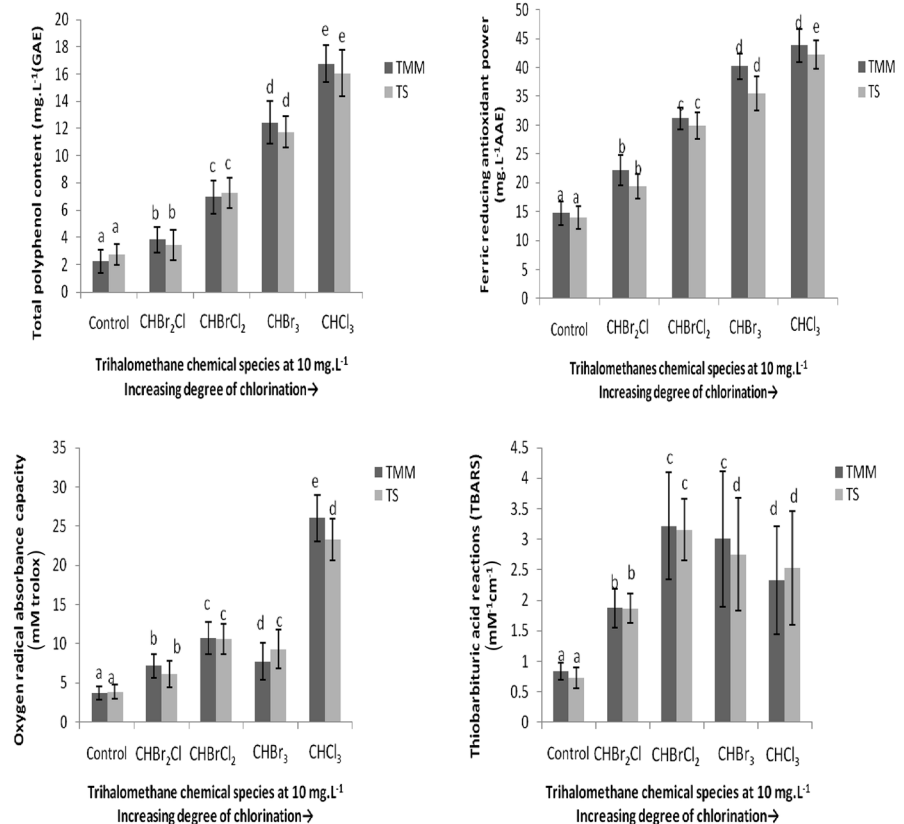 Total polyphenol content (mg.L-1(GAE)
20
18
16
14
12
10
8
6
4
2
0
a a b b c c d d e e
TMM
TS
Control CHBr2Cl CHBrCl2 CHBr3 CHCl3
Trihalomethane chemical species at 10 mg.L-1
Increasing degree of chlorination→
Ferric reducing antioxidant power
(mg.L-1AAE)
50
45
40
35
30
25
20
15
10
5
0
a a b b c c d d d e
TMM
TS
Control CHBr2Cl CHBrCl2 CHBr3 CHCl3
Trihalomethanes chemical species at 10 mg.L-1
Increasing degree of chlorination→
Oxygen radical absorbance capacity
(mM trolox)
35
30
25
20
15
10
5
0
a a b b c c d c e d
TMM
TS
Control CHBr2Cl CHBrCl2 CHBr3 CHCl3
Trihalomethane chemical species at 10 mg.L-1
Increasing degree of chlorination→
Thiobarbituric acid reactions (TBARS)
(mM-1cm-1)
4.5
4
3.5
3
2.5
2
1.5
1
0.5
0
a a b b c c c d d d
TMM
TS
Control CHBr2Cl CHBrCl2 CHBr3 CHCl3
Trihalomethane chemical species at 10 mg.L-1
Increasing degree of chlorination→